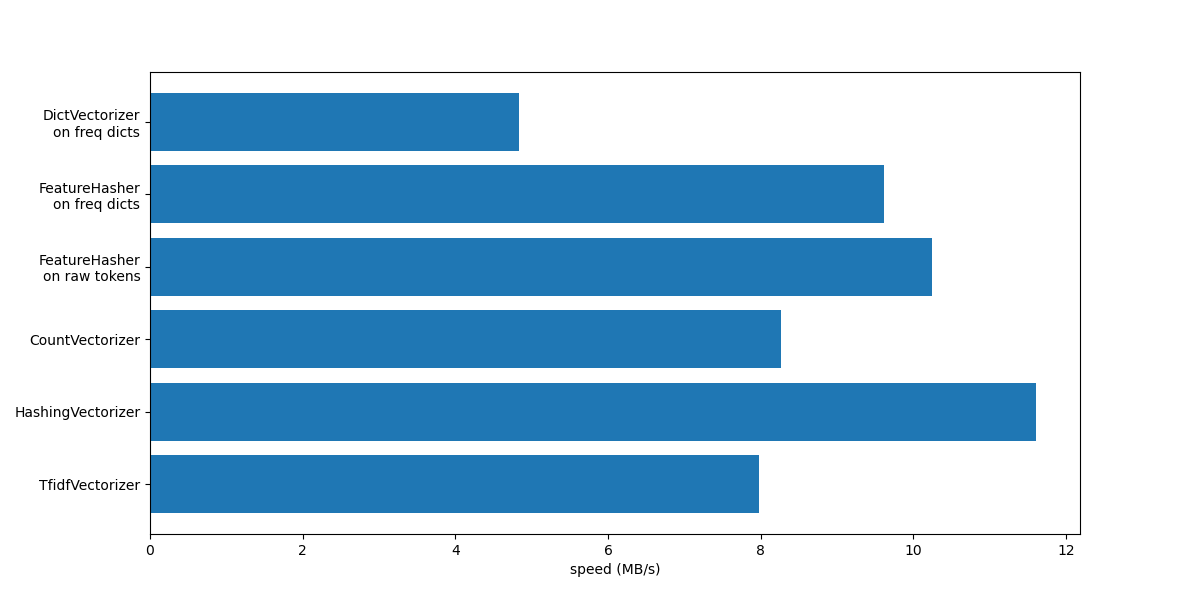 DictVectorizer
on freq dicts
FeatureHasher
on freq dicts
FeatureHasher
on raw tokens
CountVectorizer
HashingVectorizer
TfidfVectorizer
0 2 4 6 8 10 12
speed (MB/s)